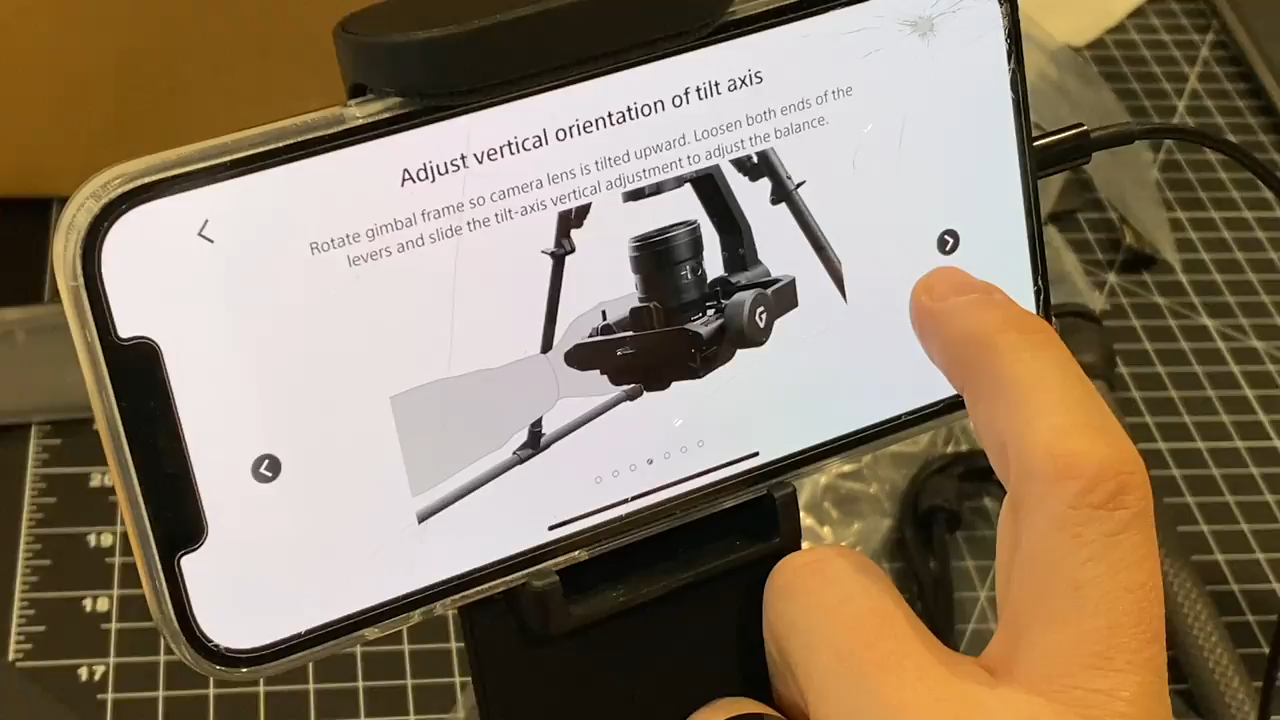 Adjust vertical orientation of tilt axis
Rotate gimbal frame so camera lens is tilted upward. Loosen both ends of the
levers and slide the tilt-axis vertical adjustment to adjust the balance.
G
20
19
18
17